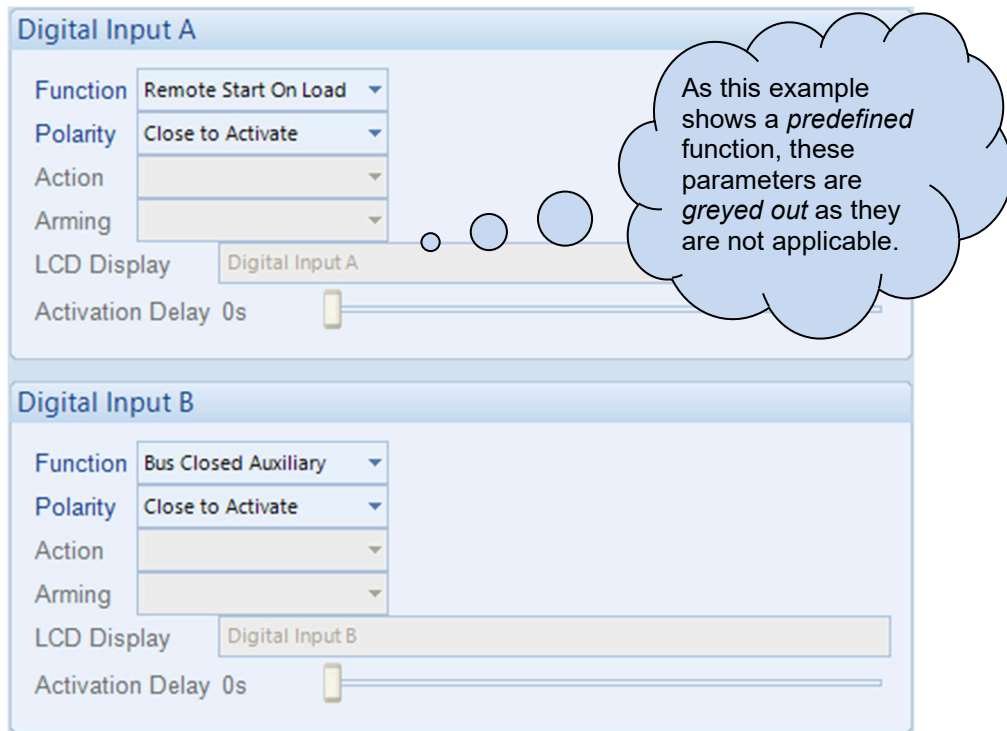 Digital Input A
Function Remote Start On Load
Polarity Close to Activate
Action
Arming
LCD Display Digital Input A
Activation Delay 0s
As this example
shows a predefined
function, these
parameters are
greyed out as they
are not applicable.
Digital Input B
Function Bus Closed Auxiliary
Polarity Close to Activate
Action
Arming
LCD Display Digital Input B
Activation Delay 0s